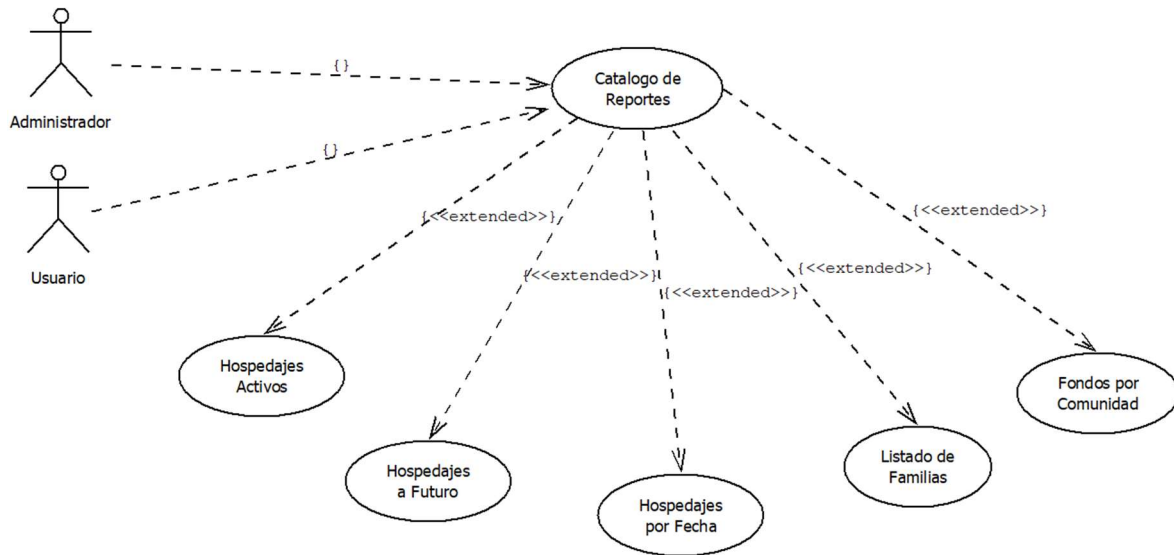 Administrador
{}
Catalogo de
Reportes
{}
Usuario
{<<extended>>}
{<<extended>>}
{<<extended>>}
{<<extended>>}
{<<extended>>}
Hospedajes
Activos
Hospedajes
a Futuro
Hospedajes
por Fecha
Listado de
Familias
Fondos por
Comunidad